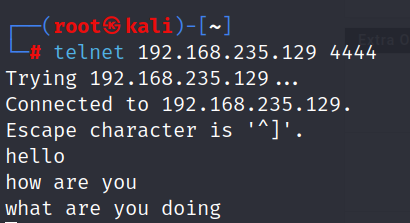 ┌──(root㉿kali)-[~]
└─# telnet 192.168.235.129 4444
Trying 192.168.235.129...
Connected to 192.168.235.129.
Escape character is '^]'.
hello
how are you
what are you doing
Extra O